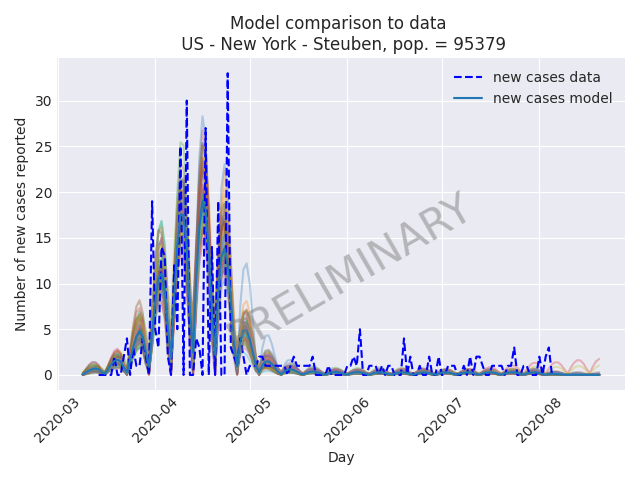 Model comparison to data
US - New York - Steuben, pop. = 95379
new cases data
new cases model
Number of new cases reported
30
25
20
15
10
5
0
PRELIMINARY
2020-03
2020-04
2020-05
2020-06
2020-07
2020-08
Day